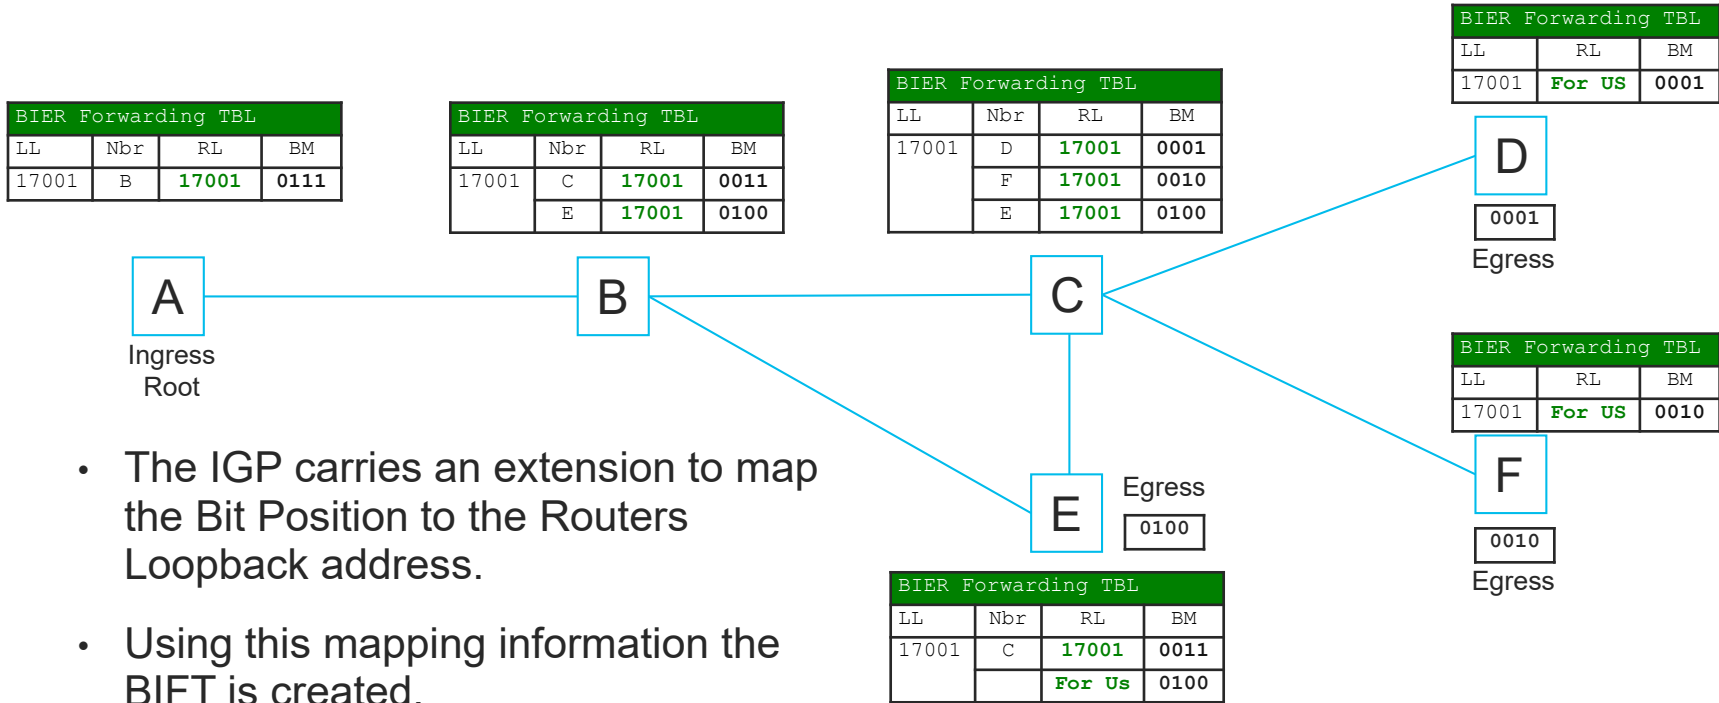 BIER Forwarding TBL
LL Nbr RL BM
17001 B 17001 0111
BIER Forwarding TBL
LL Nbr RL BM
17001 C 17001 0011
E 17001 0100
BIER Forwarding TBL
LL Nbr RL BM
17001 D 17001 0001
F 17001 0010
E 17001 0100
BIER Forwarding TBL
LL RL BM
17001 For US 0001
D
0001
Egress
A
Ingress
Root
B
C
BIER Forwarding TBL
LL RL BM
17001 For US 0010
F
0010
Egress
E
Egress
0100
BIER Forwarding TBL
LL Nbr RL BM
17001 C 17001 0011
For Us 0100
• The IGP carries an extension to map
the Bit Position to the Routers
Loopback address.
• Using this mapping information the
BIFT is created.